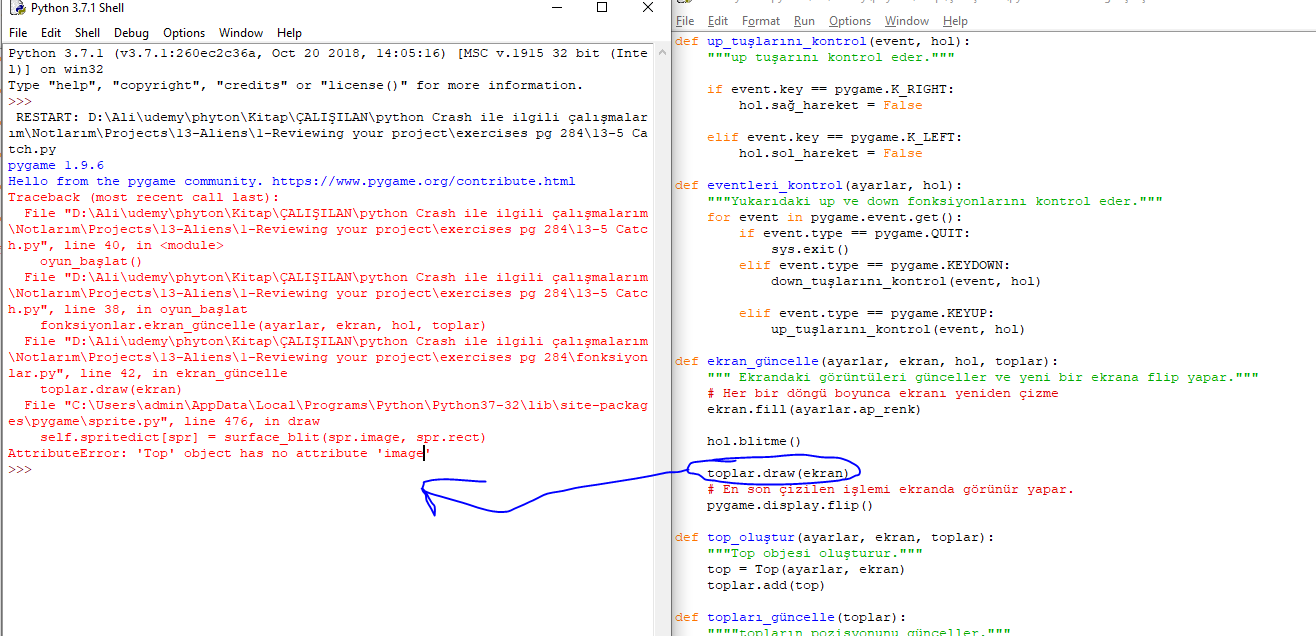 Python 3.7.1 Shell
File Edit Shell Debug Options Window Help
Python 3.7.1 (v3.7.1:260ec2c36a, Oct 20 2018, 14:05:16) [MSC v.1915 32 bit (Inte
l)] on win32
Type "help", "copyright", "credits" or "license()" for more information.
>>>
RESTART: D:\Ali\udemy\phyton\Kitap\ÇALIŞILAN\python Crash ile ilgili çalışmalar
ım\Notlarım\Projects\13-Aliens\1-Reviewing your project\exercises pg 284\13-5 Ca
tch.py
pygame 1.9.6
Hello from the pygame community. https://www.pygame.org/contribute.html
Traceback (most recent call last):
File "D:\Ali\udemy\phyton\Kitap\ÇALIŞILAN\python Crash ile ilgili çalışmalarım
\Notlarım\Projects\13-Aliens\1-Reviewing your project\exercises pg 284\13-5 Catc
h.py", line 40, in <module>
oyun_başlat()
File "D:\Ali\udemy\phyton\Kitap\ÇALIŞILAN\python Crash ile ilgili çalışmalarım
\Notlarım\Projects\13-Aliens\1-Reviewing your project\exercises pg 284\13-5 Catc
h.py", line 38, in oyun_başlat
fonksiyonlar.ekran_güncelle(ayarlar, ekran, hol, toplar)
File "D:\Ali\udemy\phyton\Kitap\ÇALIŞILAN\python Crash ile ilgili çalışmalarım
\Notlarım\Projects\13-Aliens\1-Reviewing your project\exercises pg 284\fonksiyon
lar.py", line 42, in ekran_güncelle
toplar.draw(ekran)
File "C:\Users\admin\AppData\Local\Programs\Python\Python37-32\lib\site-packag
es\pygame\sprite.py", line 476, in draw
self.spritedict[spr] = surface_blit(spr.image, spr.rect)
AttributeError: 'Top' object has no attribute 'image'
>>>
File Edit Format Run Options Window Help
def up_tuşlarını_kontrol(event, hol):
"""up tuşarını kontrol eder."""
if event.key == pygame.K_RIGHT:
hol.sağ_hareket = False
elif event.key == pygame.K_LEFT:
hol.sol_hareket = False
def eventleri_kontrol(ayarlar, hol):
"""Yukarıdaki up ve down fonksiyonlarını kontrol eder."""
for event in pygame.event.get():
if event.type == pygame.QUIT:
sys.exit()
elif event.type == pygame.KEYDOWN:
down_tuşlarını_kontrol(event, hol)
elif event.type == pygame.KEYUP:
up_tuşlarını_kontrol(event, hol)
def ekran_güncelle(ayarlar, ekran, hol, toplar):
""" Ekrandaki görüntüleri günceller ve yeni bir ekrana flip yapar."""
# Her bir döngü boyunca ekranı yeniden çizme
ekran.fill(ayarlar.ap_renk)
hol.blitme()
toplar.draw(ekran)
# En son çizilen işlemi ekranda görünür yapar.
pygame.display.flip()
def top_oluştur(ayarlar, ekran, toplar):
"""Top objesi oluşturur."""
top = Top(ayarlar, ekran)
toplar.add(top)
def topları_güncelle(toplar):
""""topların pozisyonunu günceller."""